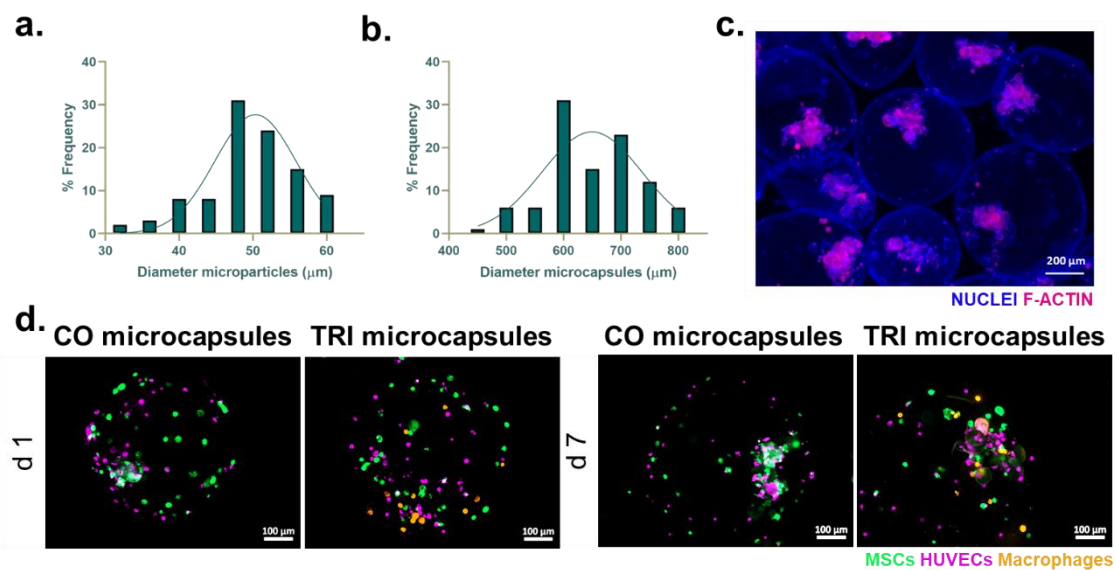 a.
40
30
20
10
0
% Frequency
30 40 50 60
Diameter microparticles (μm)
b.
40
30
20
10
0
% Frequency
400 500 600 700 800
Diameter microcapsules (μm)
c.
200 μm
NUCLEI F-ACTIN
d.
CO microcapsules TRI microcapsules CO microcapsules TRI microcapsules
d 1
100 μm
100 μm
d 7
100 μm
100 μm
MSCs HUVECs Macrophages